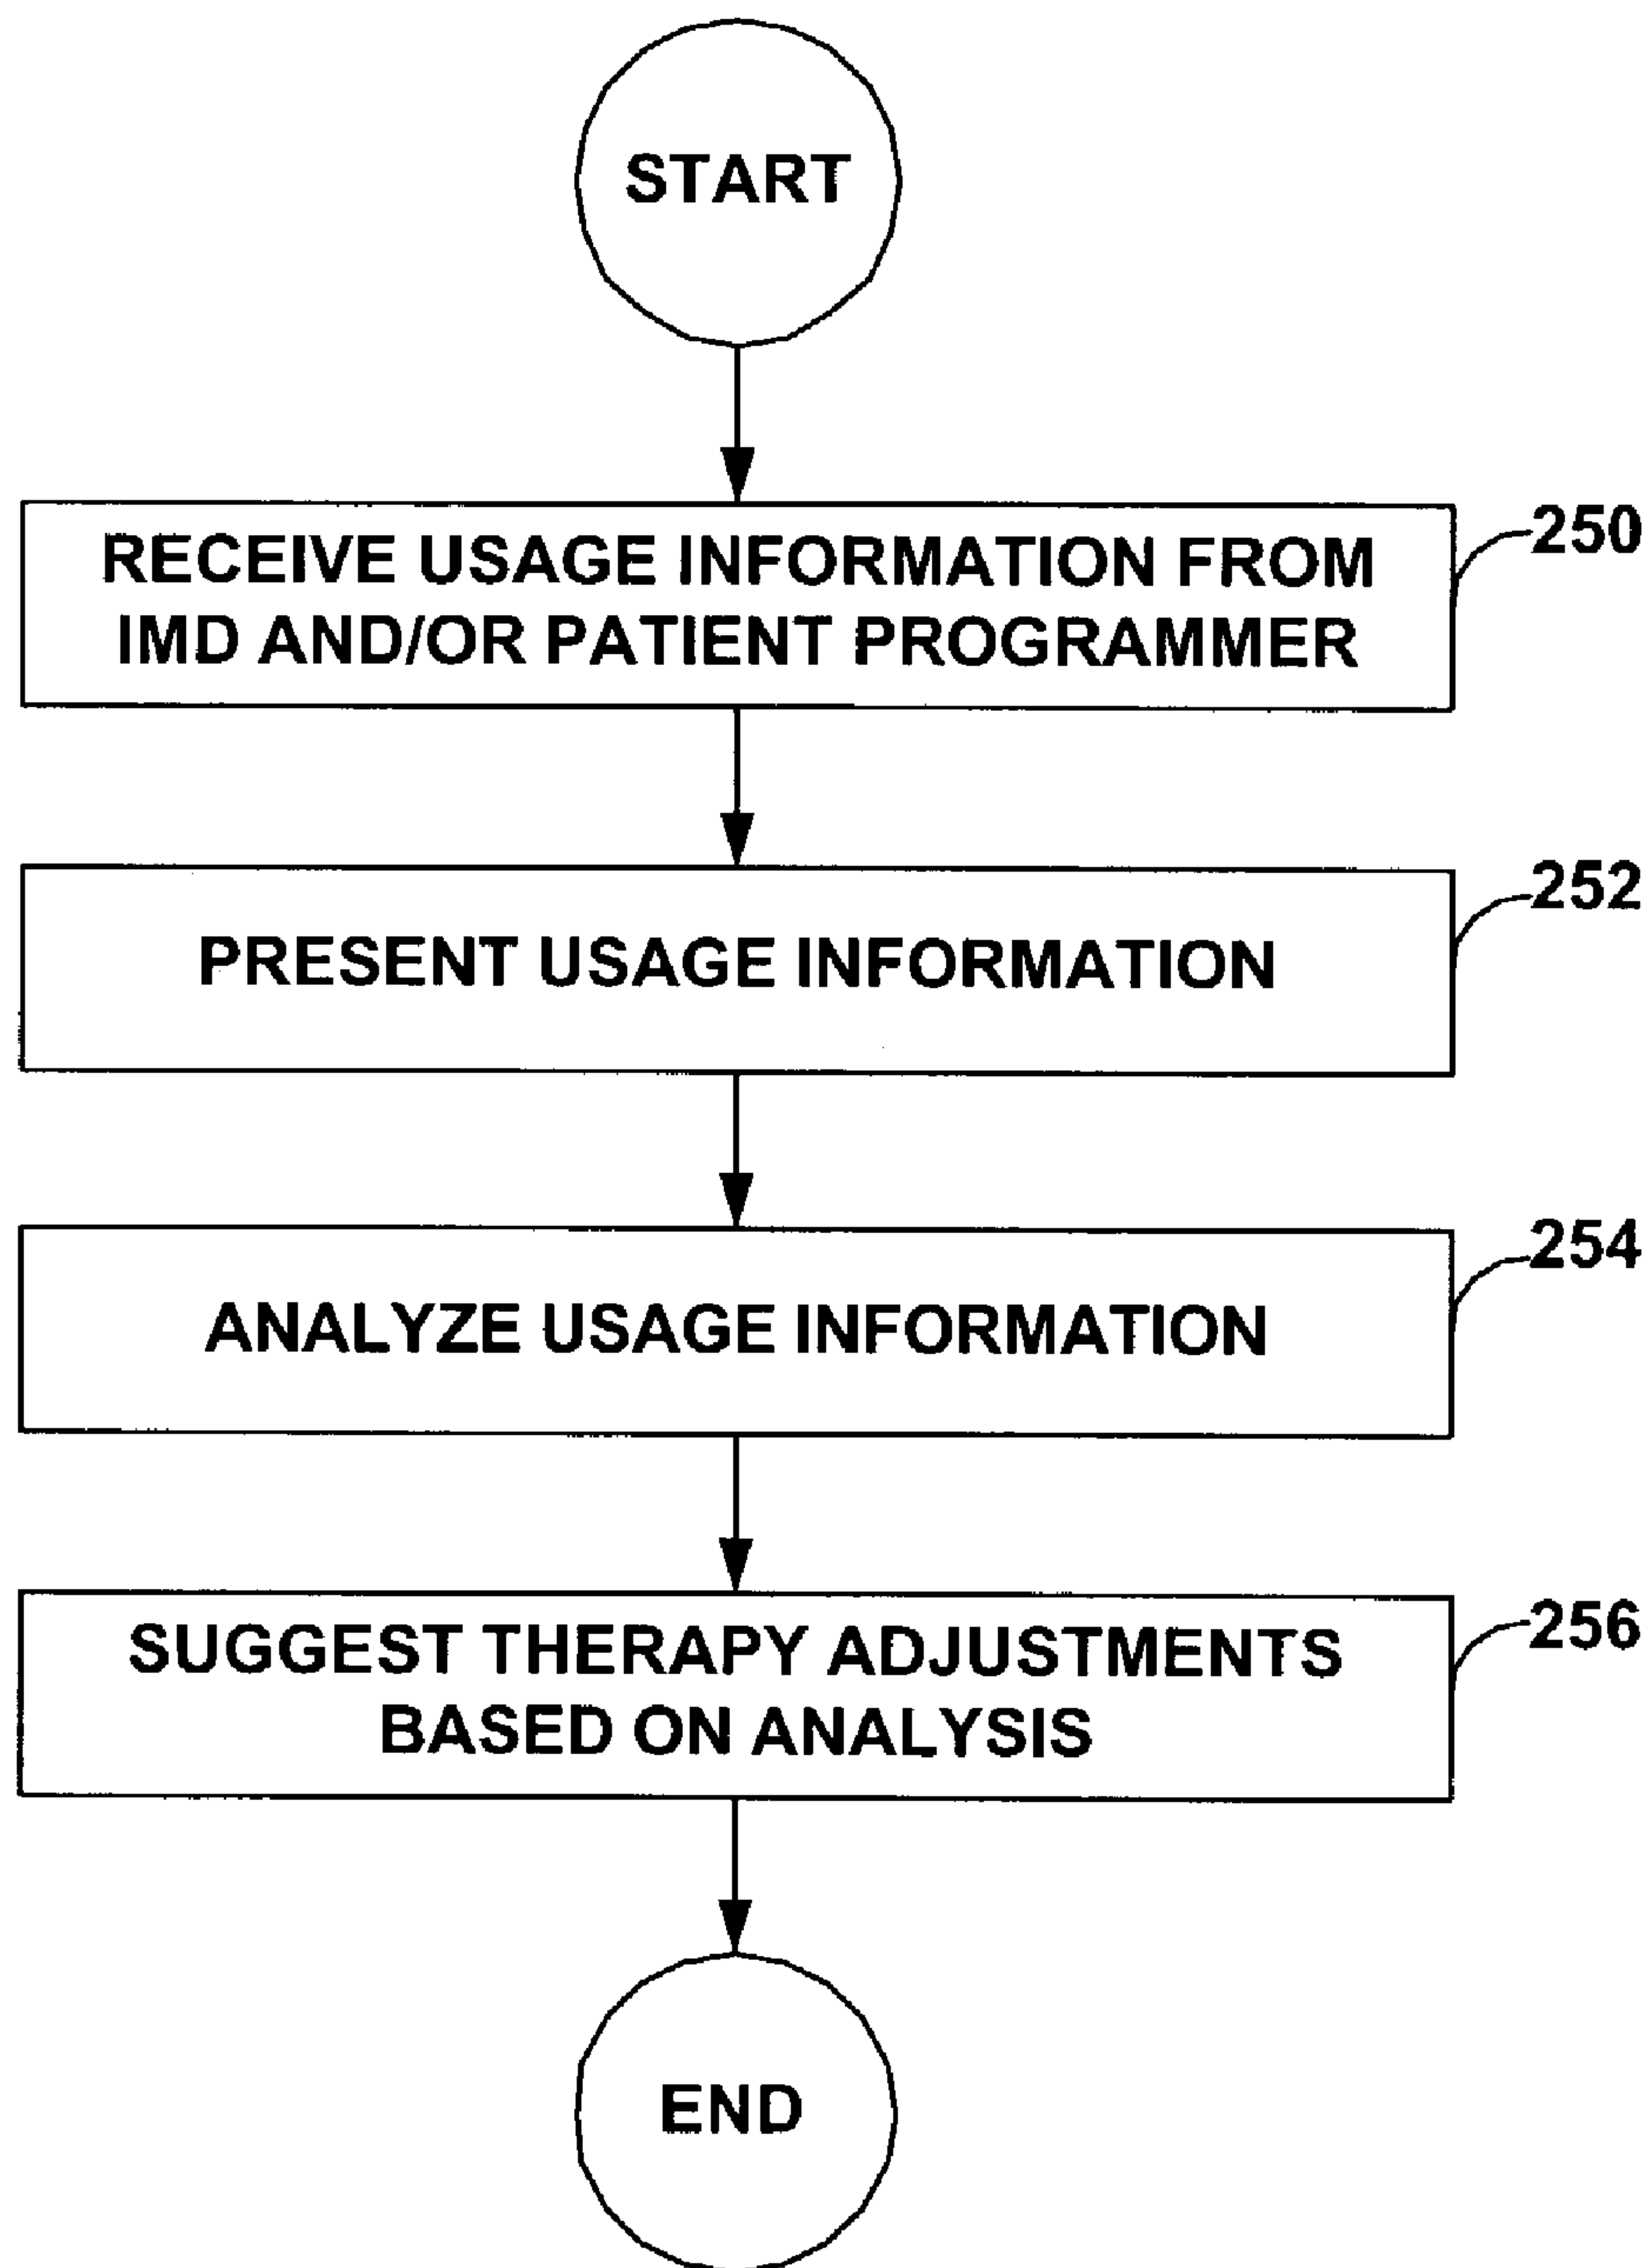 START
RECEIVE USAGE INFORMATION FROM
IMD AND/OR PATIENT PROGRAMMER
250
PRESENT USAGE INFORMATION
252
ANALYZE USAGE INFORMATION
254
SUGGEST THERAPY ADJUSTMENTS
BASED ON ANALYSIS
256
END